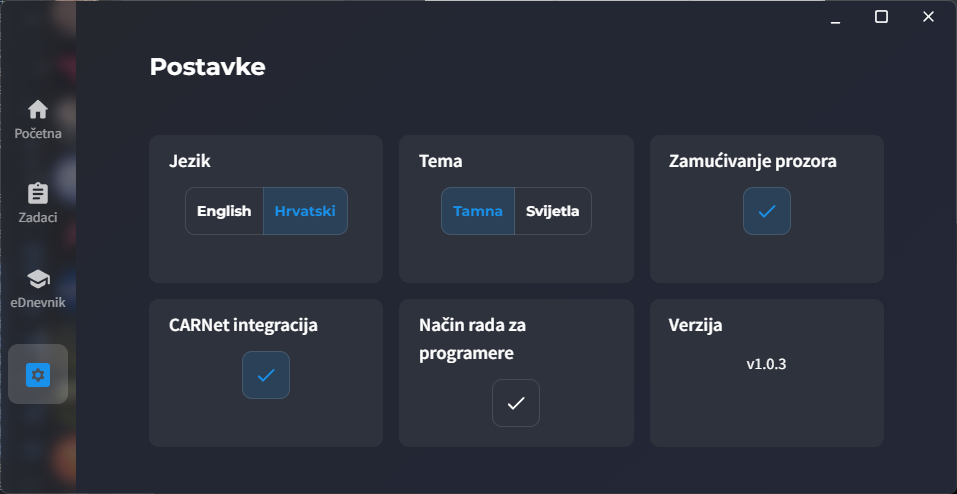 Postavke
Početna
Zadaci
eDnevnik
Jezik
English Hrvatski
Tema
Tamna Svijetla
Zamućivanje prozora
CARNet integracija
Način rada za
programere
Verzija
v1.0.3